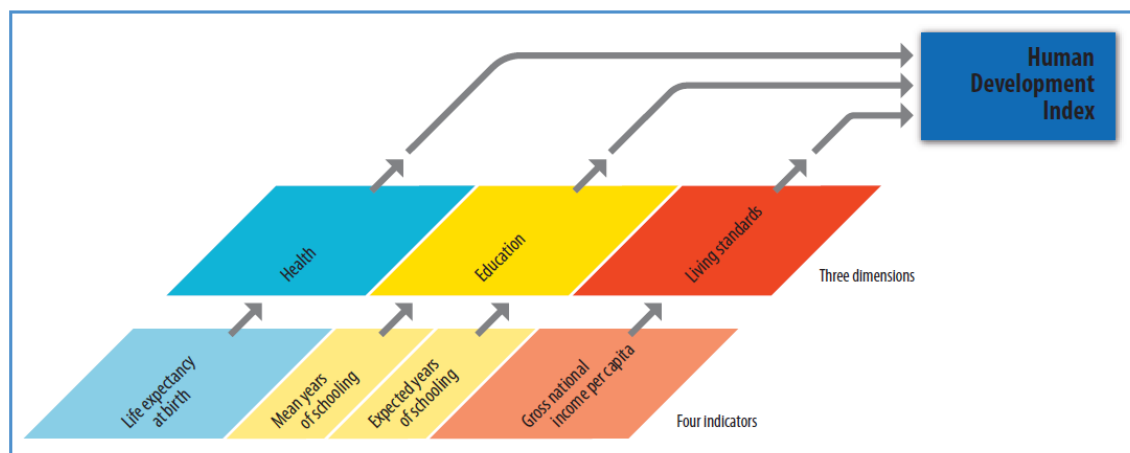 Human
Development
Index
Health
Education
Living standards
Three dimensions
Life expectancy
at birth
Mean years
of schooling
Expected years
of schooling
Gross national
income per capita
Four indicators